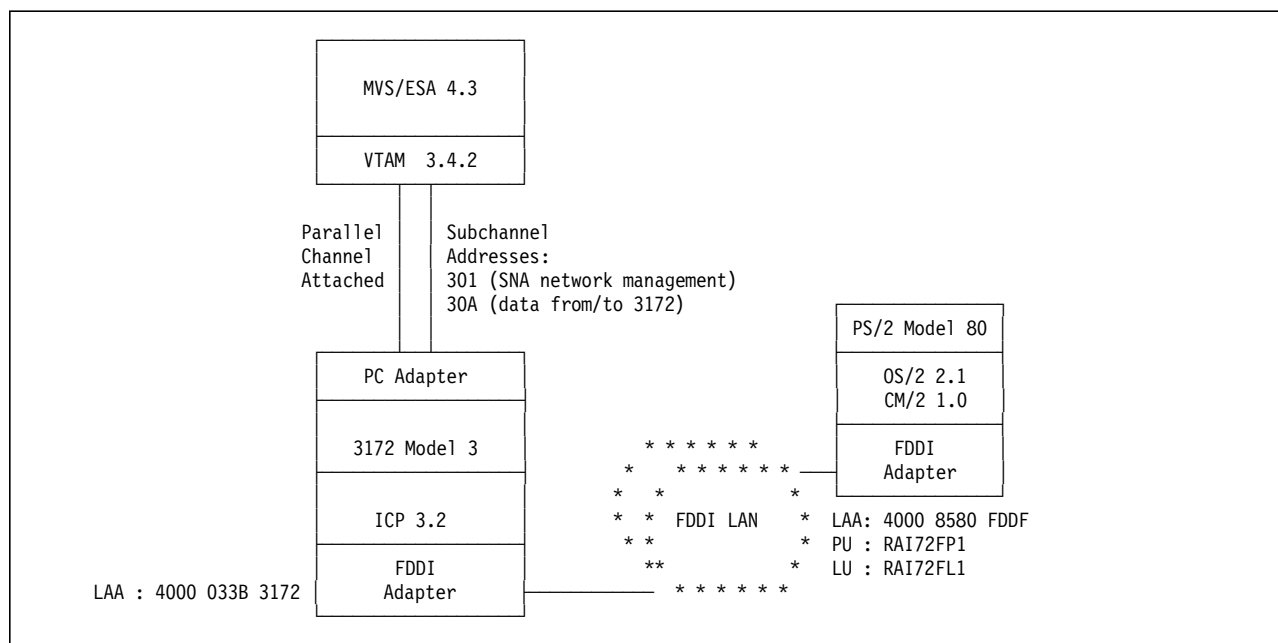 MVS/ESA 4.3
VTAM 3.4.2
Parallel
Channel
Attached
Subchannel
Addresses:
301 (SNA network management)
30A (data from/to 3172)
PC Adapter
3172 Model 3
ICP 3.2
FDDI
Adapter
LAA : 4000 033B 3172
FDDI LAN
PS/2 Model 80
OS/2 2.1
CM/2 1.0
FDDI
Adapter
LAA: 4000 8580 FDDF
PU : RAI72FP1
LU : RAI72FL1